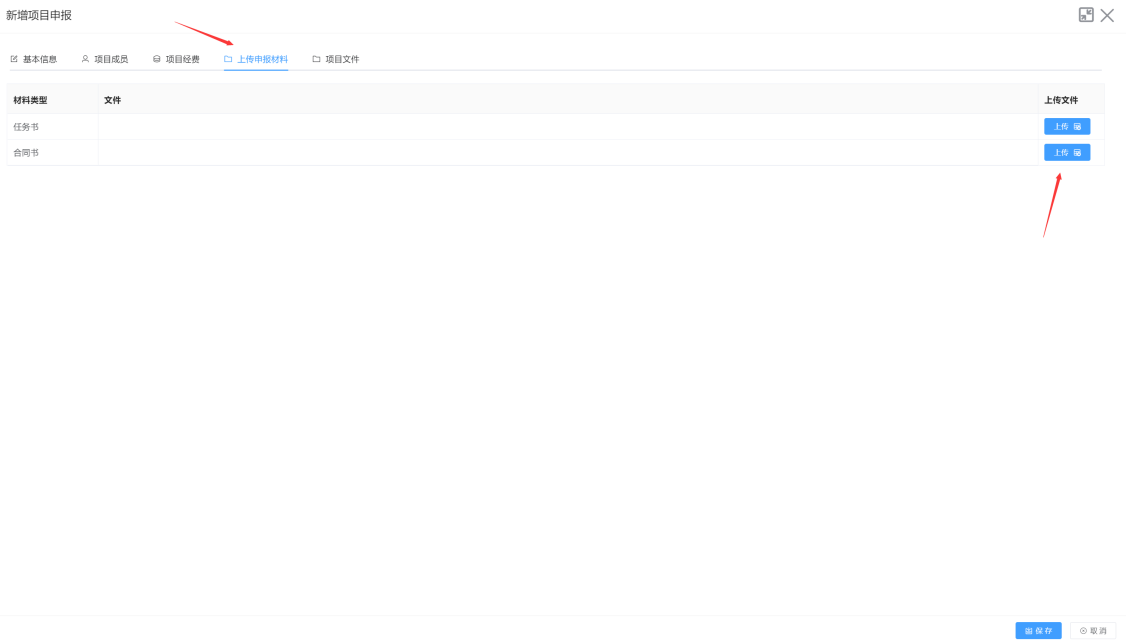 新增项目申报
基本信息 项目成员 项目经费 上传申报材料 项目文件
材料类型 文件 上传文件
任务书 上传
合同书 上传
保存 取消